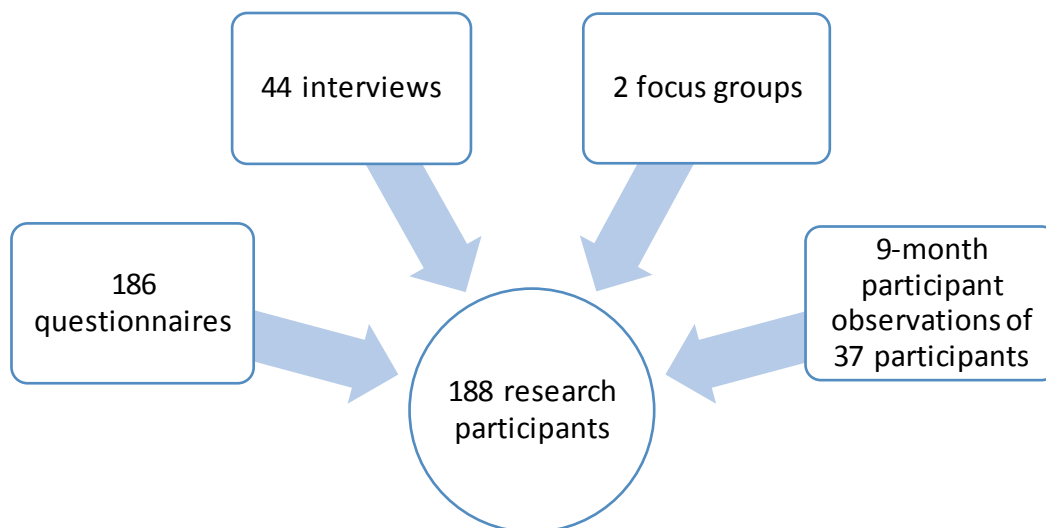 44 interviews
2 focus groups
186
questionnaires
9-month
participant
observations of
37 participants
188 research
participants